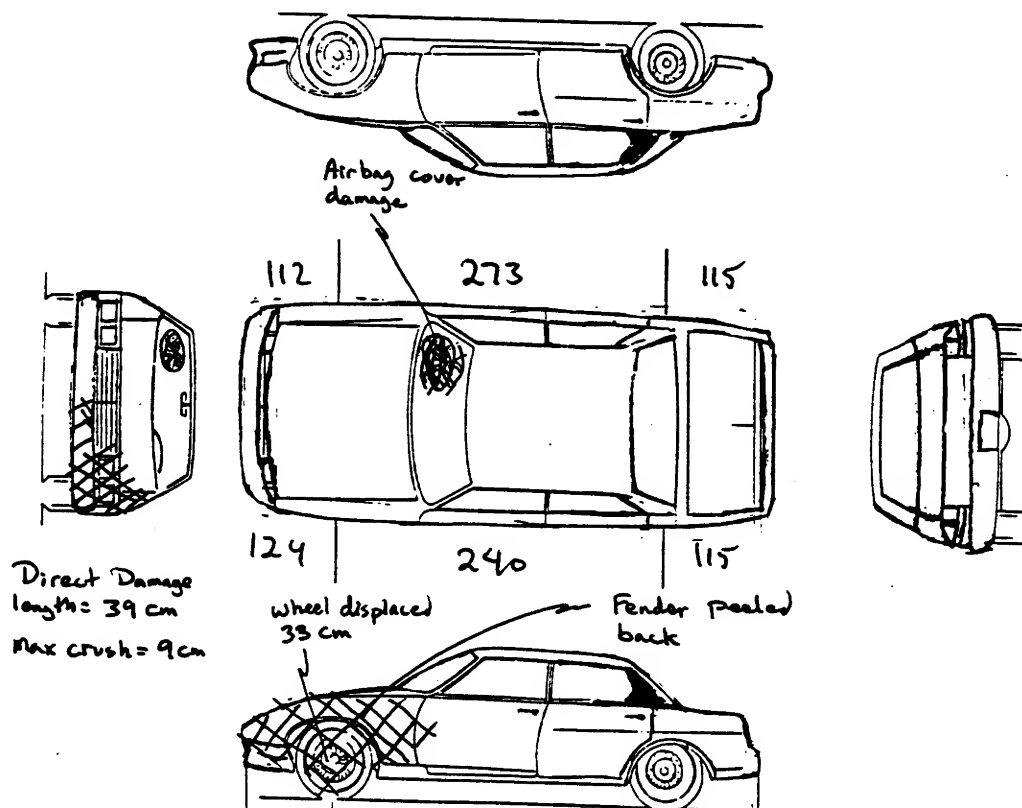 Airbag cover
damage
112 273 115
124 240 115
Direct Damage
length = 39 cm
Max crush = 9 cm
wheel displaced
33 cm
Fender peeled
back